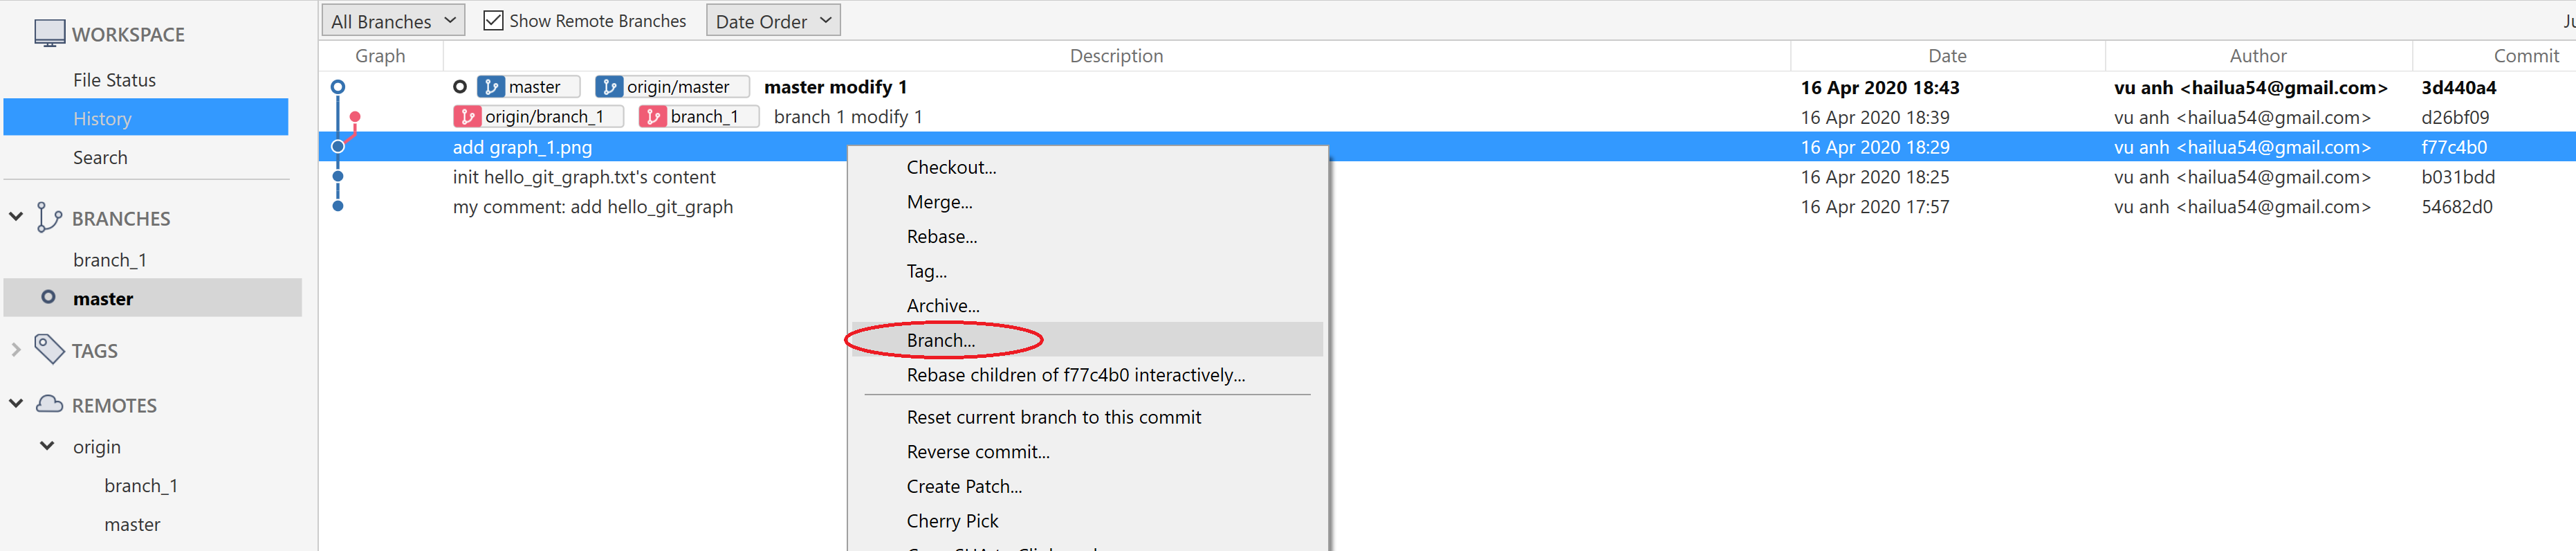 WORKSPACE
File Status
History
Search
BRANCHES
branch_1
master
TAGS
REMOTES
origin
branch_1
master
All Branches Show Remote Branches Date Order
Graph Description Date Author Commit
master origin/master master modify 1 16 Apr 2020 18:43 vu anh <hailua54@gmail.com> 3d440a4
origin/branch_1 branch_1 branch 1 modify 1 16 Apr 2020 18:39 vu anh <hailua54@gmail.com> d26bf09
add graph_1.png 16 Apr 2020 18:29 vu anh <hailua54@gmail.com> f77c4b0
init hello_git_graph.txt's content 16 Apr 2020 18:25 vu anh <hailua54@gmail.com> b031bdd
my comment: add hello_git_graph 16 Apr 2020 17:57 vu anh <hailua54@gmail.com> 54682d0
Checkout...
Merge...
Rebase...
Tag...
Archive...
Branch...
Rebase children of f77c4b0 interactively...
Reset current branch to this commit
Reverse commit...
Create Patch...
Cherry Pick